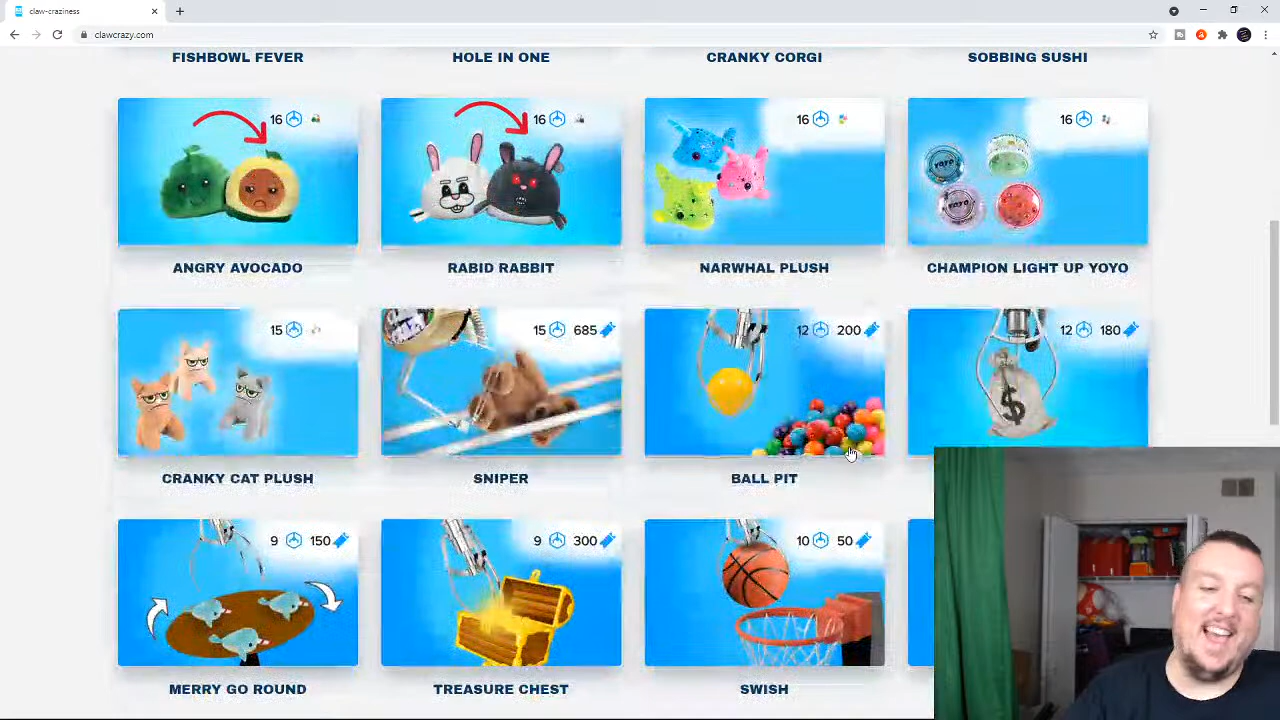 claw-craziness
clawcrazy.com
FISHBOWL FEVER
HOLE IN ONE
CRANKY CORGI
SOBBING SUSHI
16
16
16
16
YOYO
YOYO
ANGRY AVOCADO
RABID RABBIT
NARWHAL PLUSH
CHAMPION LIGHT UP YOYO
15
15 685
12 200
12 180
$
CRANKY CAT PLUSH
SNIPER
BALL PIT
9 150
9 300
10 50
MERRY GO ROUND
TREASURE CHEST
SWISH